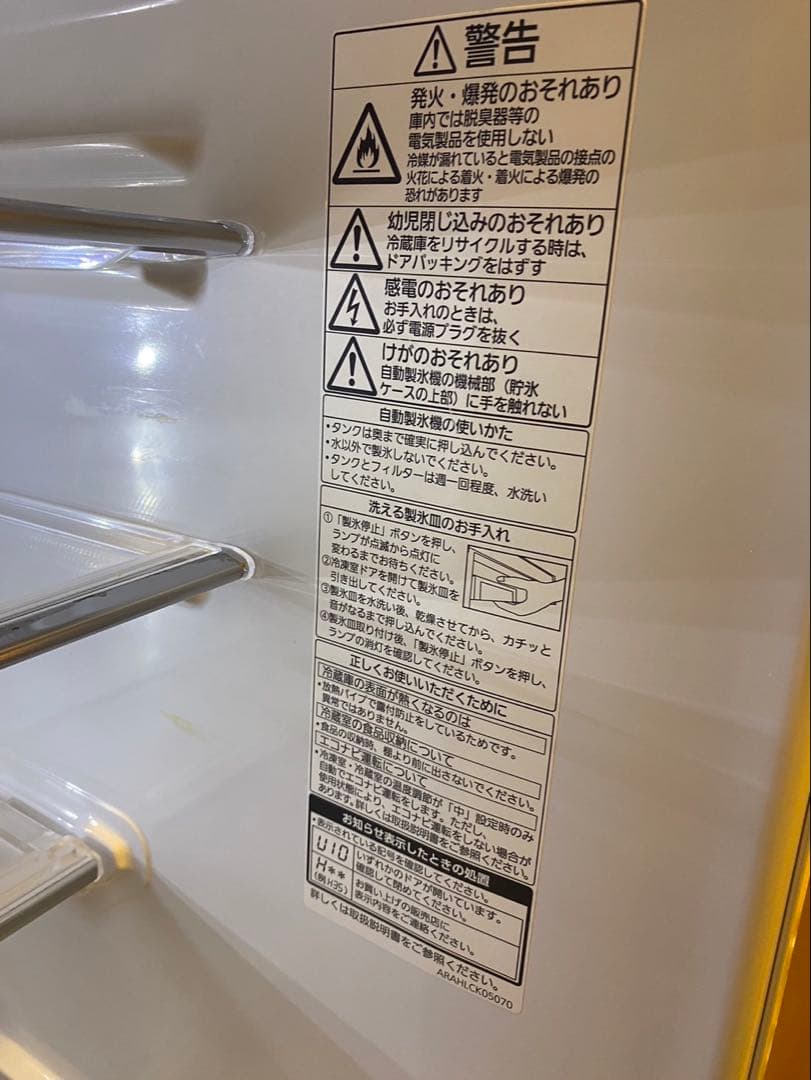 警告
発火・爆発のおそれあり
庫内では脱臭器等の
電気製品を使用しない
冷媒が漏れていると電気製品の接点の
火花による着火・着火による爆発の
恐れがあります
幼児閉じ込みのおそれあり
冷蔵庫をリサイクルする時は、
ドアパッキングをはずす
感電のおそれあり
お手入れのときは、
必ず電源プラグを抜く
けがのおそれあり
自動製氷機の機械部（貯氷
ケースの上部）に手を触れない
自動製氷機の使いかた
・タンクは奥まで確実に押し込んでください。
・水以外で製氷しないでください。
・タンクとフィルターは週一回程度、水洗い
してください。
洗える製氷皿のお手入れ
①「製氷停止」ボタンを押し、
ランプが点滅から点灯に
変わるまでお待ちください。
②冷凍室ドアを開けて製氷皿を
引き出してください。
③製氷皿を水洗い後、乾燥させてから、カチッと
音がなるまで押し込んでください。
④製氷皿取り付け後、「製氷停止」ボタンを押し、
ランプの消灯を確認してください。
正しくお使いいただくために
冷蔵庫の表面が熱くなるのは
・放熱パイプで露付防止をしているためです。
異常ではありません。
冷蔵室の食品収納について
・食品の収納時、棚より前に出さないでください。
エコナビ運転について
・冷凍室・冷蔵室の温度調節が「中」設定時のみ
自動でエコナビ運転をします。ただし、
使用状態により、エコナビ運転をしない場合が
あります。詳しくは取扱説明書をご参照ください。
お知らせ表示したときの処置
・表示されている記号を確認してください。
U10
いずれかのドアが開いています。
確認して閉めてください。
H**
(例 H35)
お買い上げの販売店に
表示内容をご連絡ください。
詳しくは取扱説明書をご参照ください。
ARAHLCK05070